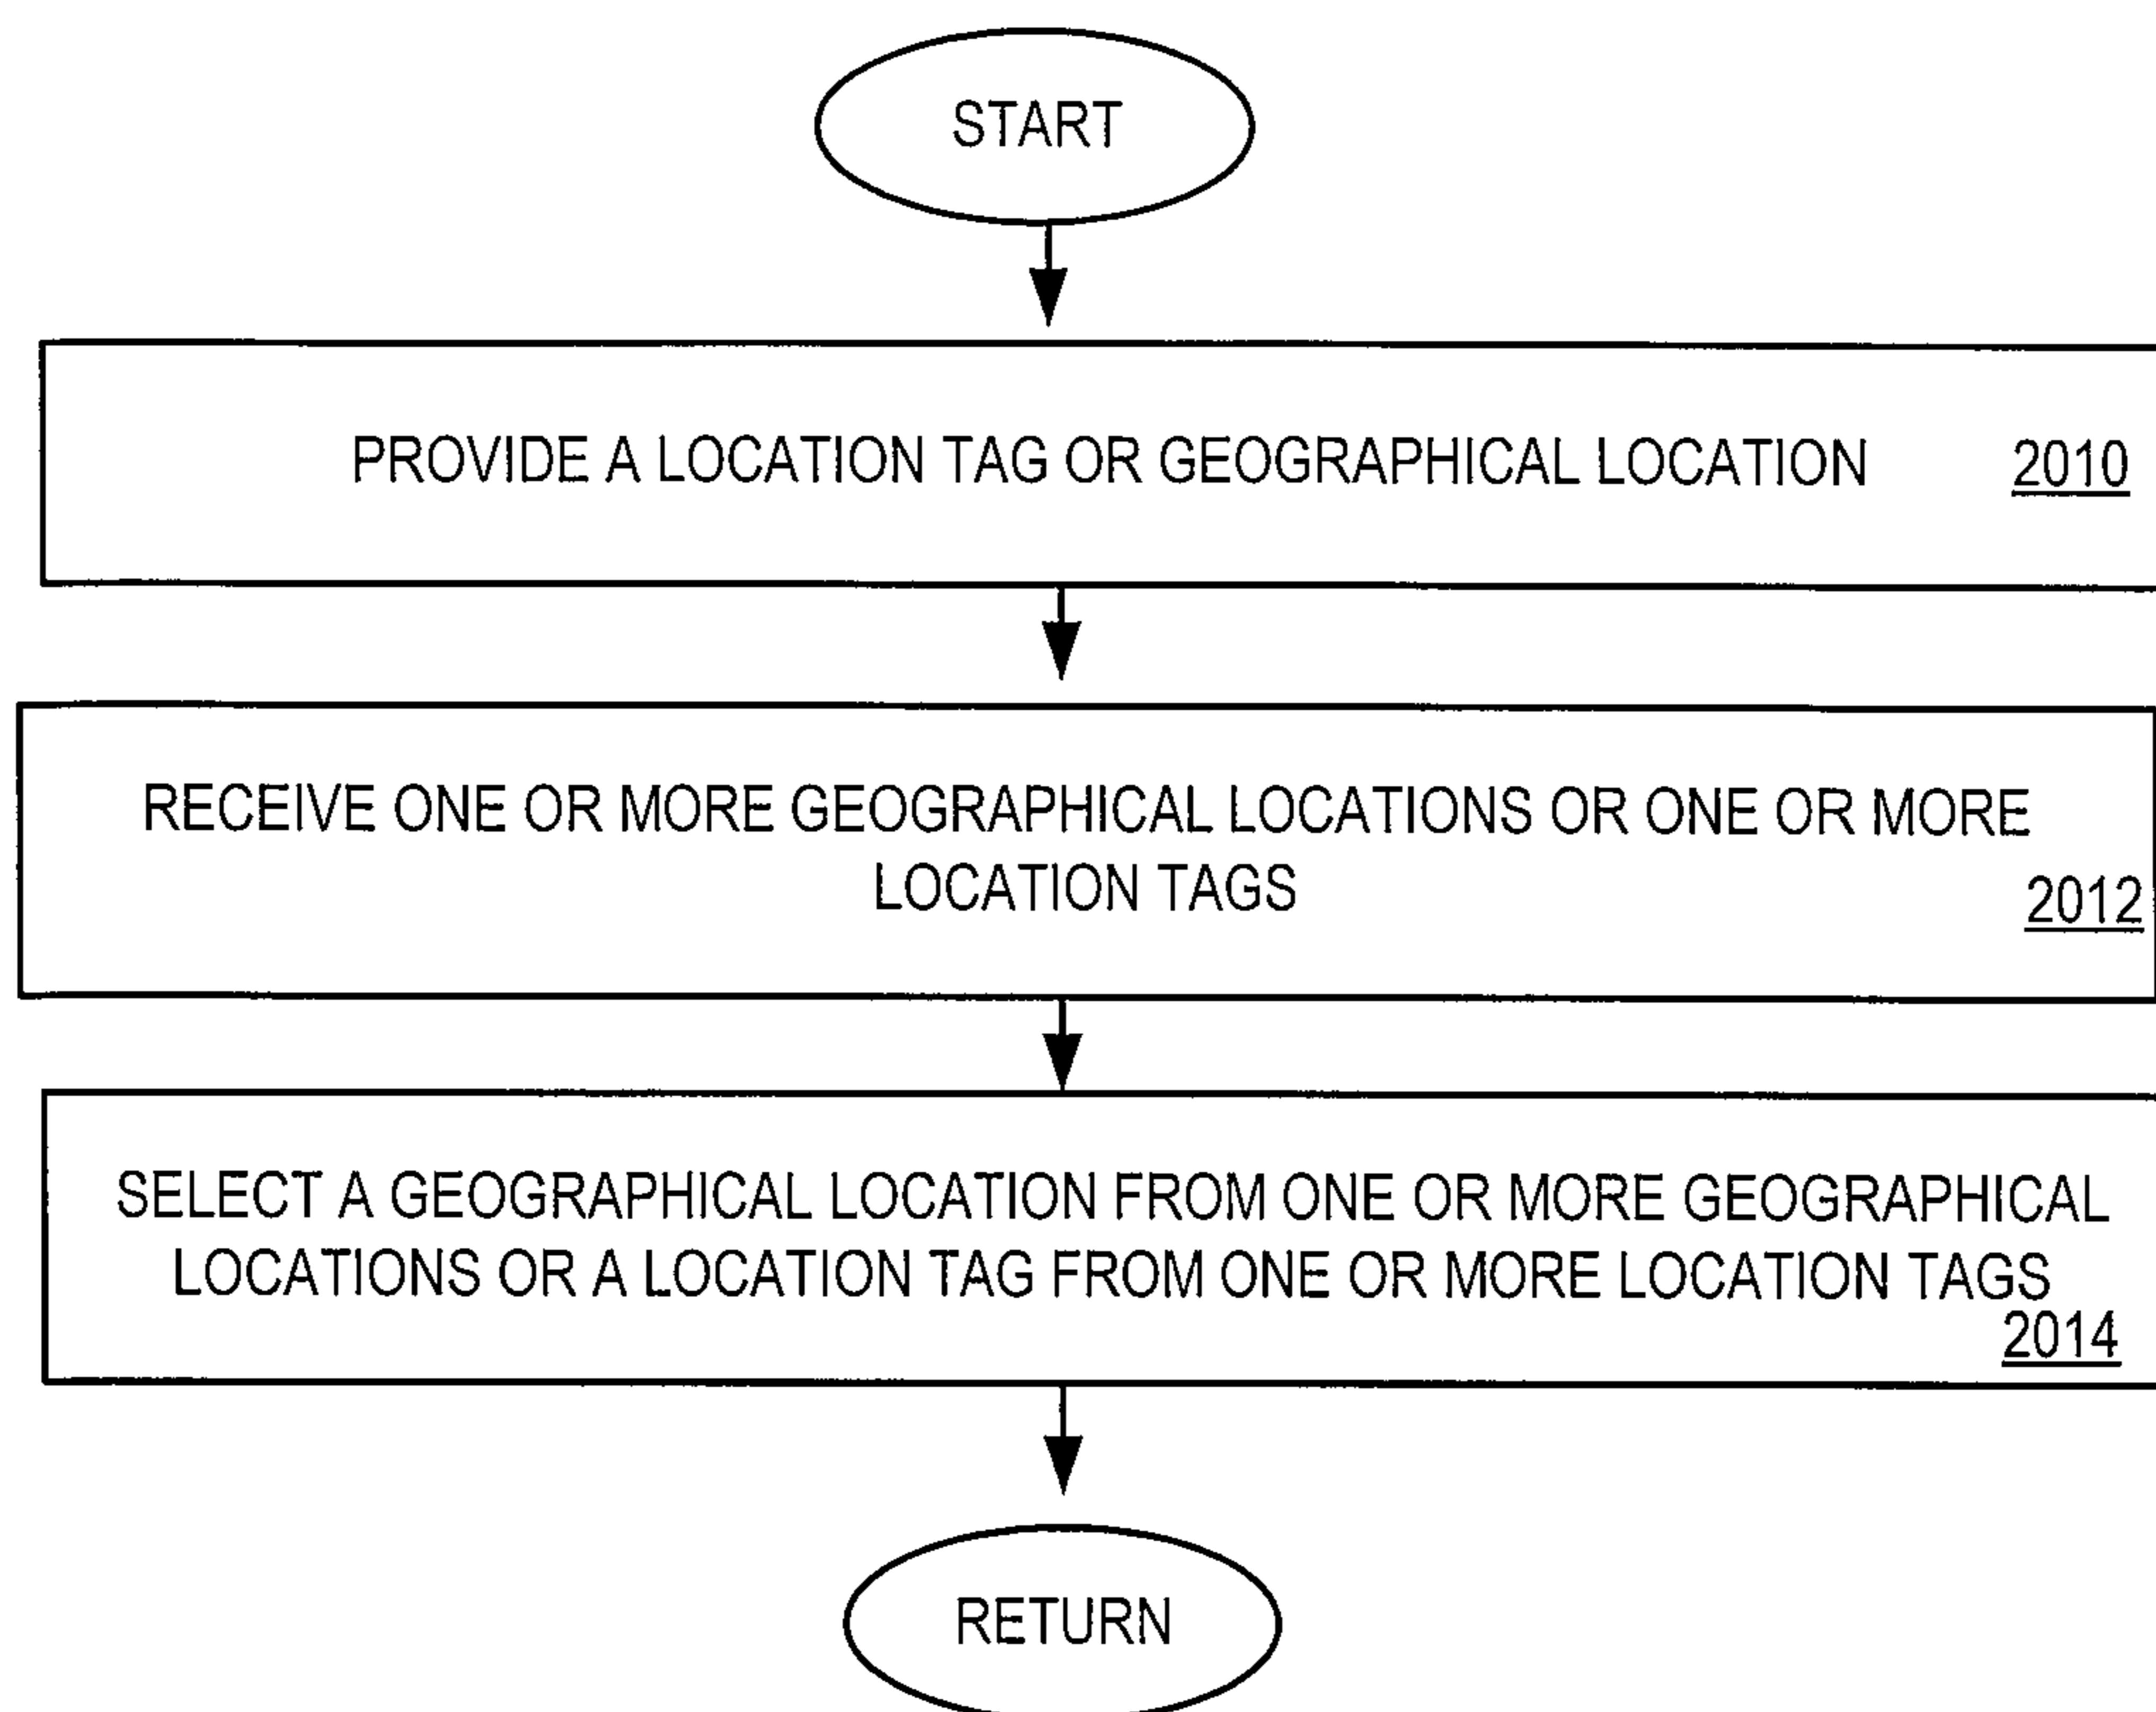 START
PROVIDE A LOCATION TAG OR GEOGRAPHICAL LOCATION 2010
RECEIVE ONE OR MORE GEOGRAPHICAL LOCATIONS OR ONE OR MORE
LOCATION TAGS
2012
SELECT A GEOGRAPHICAL LOCATION FROM ONE OR MORE GEOGRAPHICAL
LOCATIONS OR A LOCATION TAG FROM ONE OR MORE LOCATION TAGS
2014
RETURN